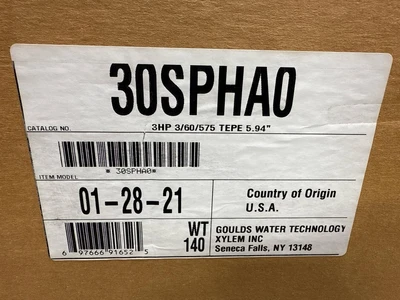 30SPHA0
CATALOG NO.
3HP 3/60/575 TEPE 5.94"
* 30SPHA0*
ITEM MODEL
01-28-21
Country of Origin
U.S.A.
WT
140
GOULDS WATER TECHNOLOGY
XYLEM INC
Seneca Falls, NY 13148
6 97666 91652 5